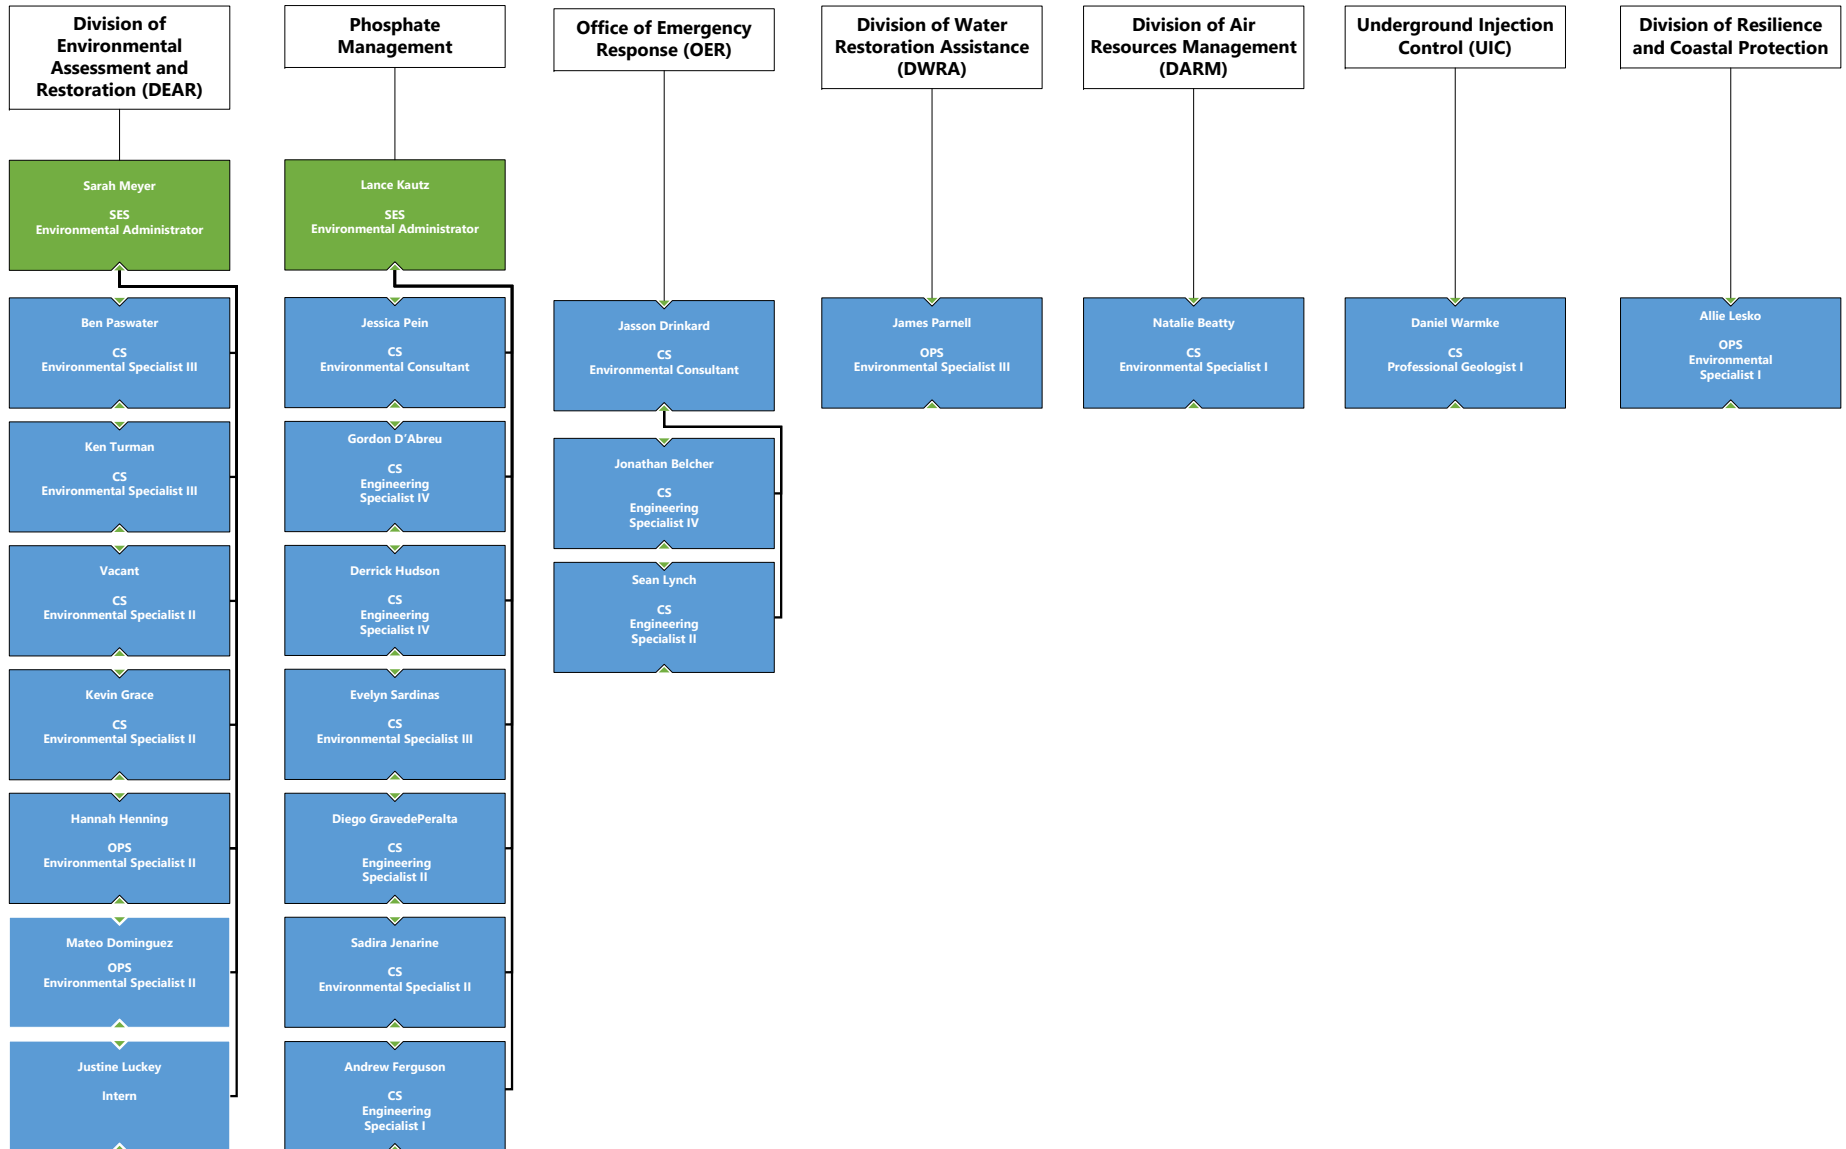 Division of
Environmental
Assessment and
Restoration (DEAR)
Sarah Meyer
SES
Environmental Administrator
Ben Paswater
CS
Environmental Specialist III
Ken Turman
CS
Environmental Specialist III
Vacant
CS
Environmental Specialist II
Kevin Grace
CS
Environmental Specialist II
Hannah Henning
OPS
Environmental Specialist II
Mateo Dominguez
OPS
Environmental Specialist II
Justine Luckey
Intern
Phosphate
Management
Lance Kautz
SES
Environmental Administrator
Jessica Pein
CS
Environmental Consultant
Gordon D'Abreu
CS
Engineering
Specialist IV
Derrick Hudson
CS
Engineering
Specialist IV
Evelyn Sardinas
CS
Environmental Specialist III
Diego GravedePeralta
CS
Engineering
Specialist II
Sadira Jenarine
CS
Environmental Specialist II
Andrew Ferguson
CS
Engineering
Specialist I
Office of Emergency
Response (OER)
Jasson Drinkard
CS
Environmental Consultant
Jonathan Belcher
CS
Engineering
Specialist IV
Sean Lynch
CS
Engineering
Specialist II
Division of Water
Restoration Assistance
(DWRA)
James Parnell
OPS
Environmental Specialist III
Division of Air
Resources Management
(DARM)
Natalie Beatty
CS
Environmental Specialist I
Underground Injection
Control (UIC)
Daniel Warmke
CS
Professional Geologist I
Division of Resilience
and Coastal Protection
Allie Lesko
OPS
Environmental
Specialist I